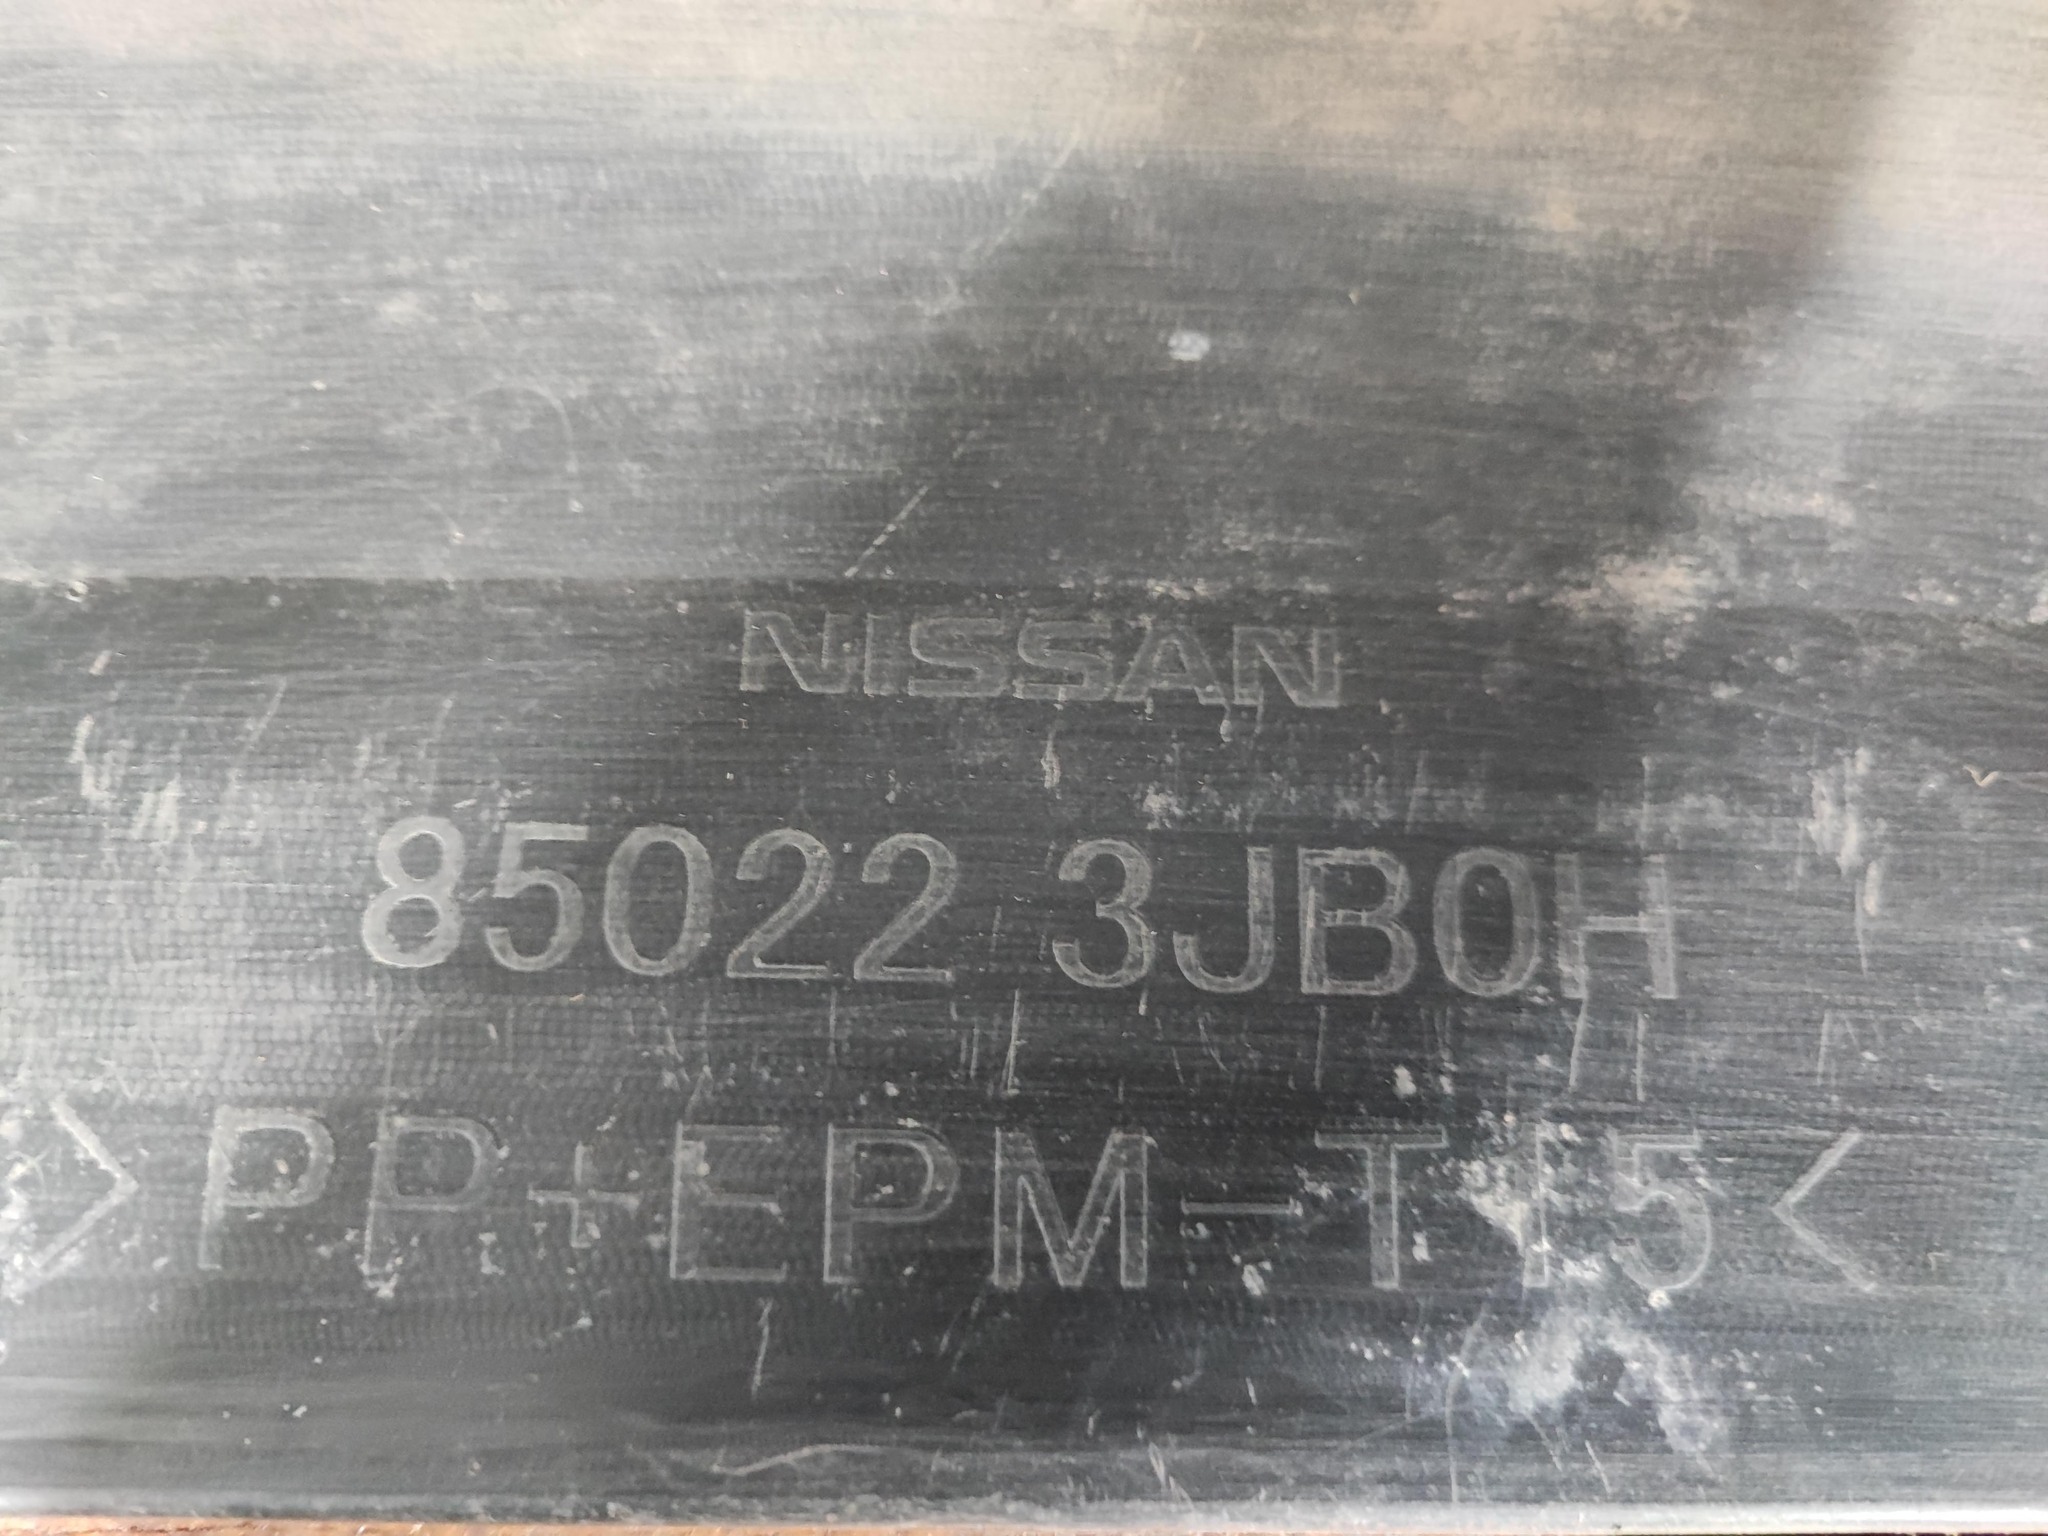 NISSAN
85022 3JB0H
>PP+EPM-T15<